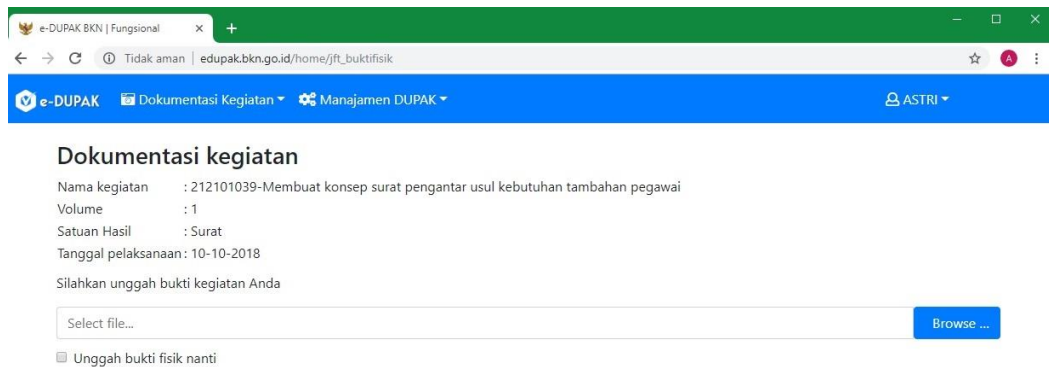 e-DUPAK BKN | Fungsional
Tidak aman | edupak.bkn.go.id/home/jft_buktifisik
A
e-DUPAK Dokumentasi Kegiatan Manajamen DUPAK ASTRI
Dokumentasi kegiatan
Nama kegiatan : 212101039-Membuat konsep surat pengantar usul kebutuhan tambahan pegawai
Volume : 1
Satuan Hasil : Surat
Tanggal pelaksanaan : 10-10-2018
Silahkan unggah bukti kegiatan Anda
Select file... Browse ...
Unggah bukti fisik nanti